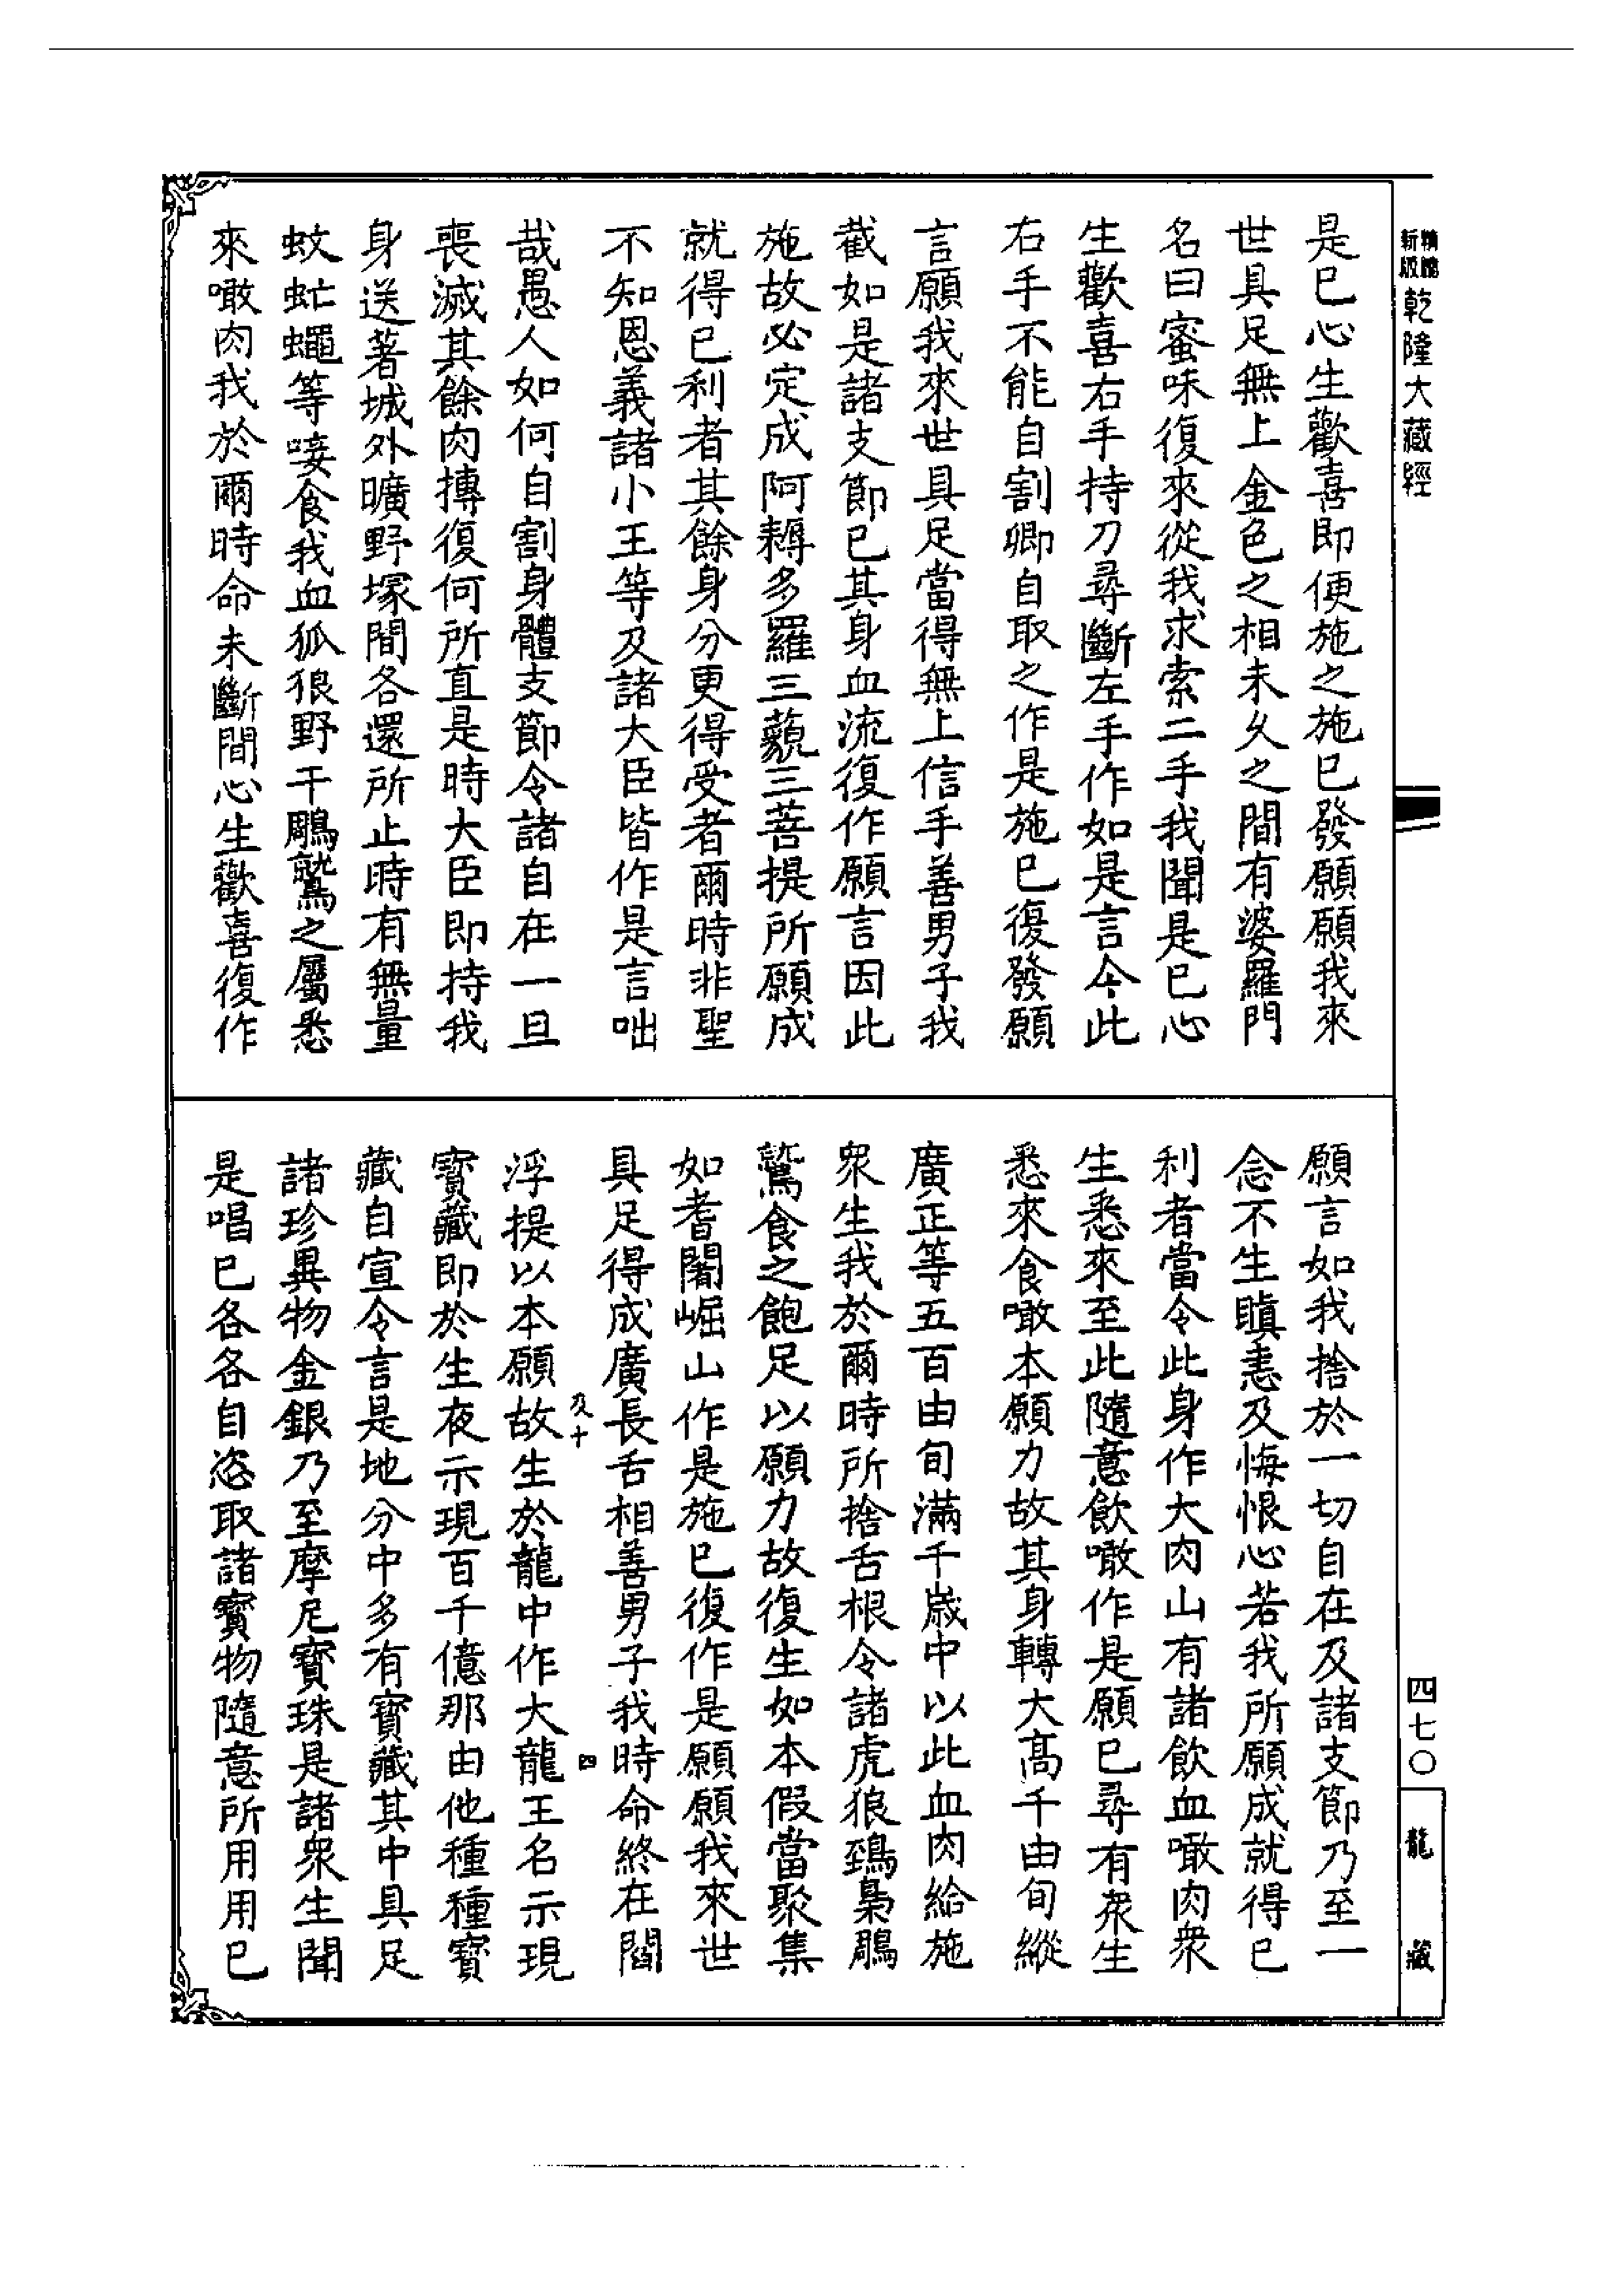 新版 精縮 乾隆大藏經
四七〇
龍藏
是已心生歡喜即便施之施已發願願我來
世具足無上金色之相未久之間有婆羅門
名曰蜜味復來從我求索二手我聞是已心
生歡喜右手持刀尋斷左手作如是言今此
右手不能自割卿自取之作是施已復發願
言願我來世具足當得無上信手善男子我
截如是諸支節已其身血流復作願言因此
施故必定成阿耨多羅三藐三菩提所願成
就得已利者其餘身分更得受者爾時非聖
不知恩義諸小王等及諸大臣皆作是言咄
哉愚人如何自割身體支節令諸自在一旦
喪滅其餘肉摶復何所直是時大臣即持我
身送著城外曠野塚間各還所止時有無量
蚊虻蠅等唼食我血狐狼野干鵰鷲之屬悉
來噉肉我於爾時命未斷間心生歡喜復作
願言如我捨於一切自在及諸支節乃至一
念不生瞋恚及悔恨心若我所願成就得已
利者當令此身作大肉山有諸飲血噉肉衆
生悉來至此隨意飲噉作是願已尋有衆生
悉來食噉本願力故其身轉大高千由旬縱
廣正等五百由旬滿千歲中以此血肉給施
衆生我於爾時所捨舌根令諸虎狼鵄梟鵰
鷲食之飽足以願力故復生如本假當聚集
如耆闍崛山作是施已復作是願願我來世
具足得成廣長舌相善男子我時命終在閻
及十 四
浮提以本願故生於龍中作大龍王名示現
寳藏即於生夜示現百千億那由他種種寳
藏自宣令言是地分中多有寳藏其中具足
諸珍異物金銀乃至摩尼寳珠是諸衆生聞
是唱已各各自恣取諸寳物隨意所用用已